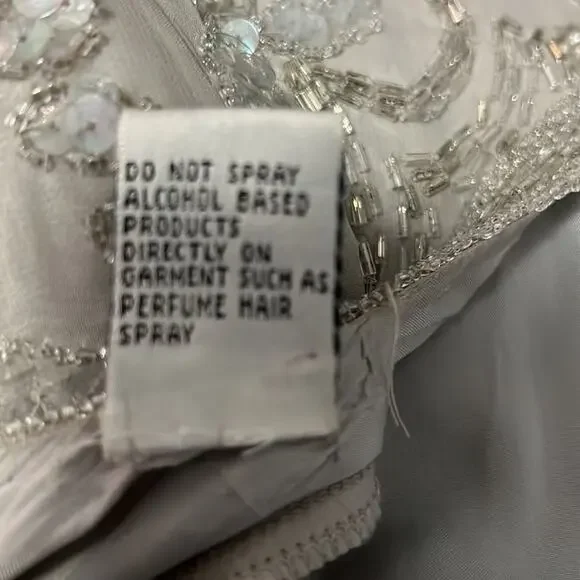 DO NOT SPRAY
ALCOHOL BASED
PRODUCTS
DIRECTLY ON
GARMENT SUCH AS
PERFUME HAIR
SPRAY